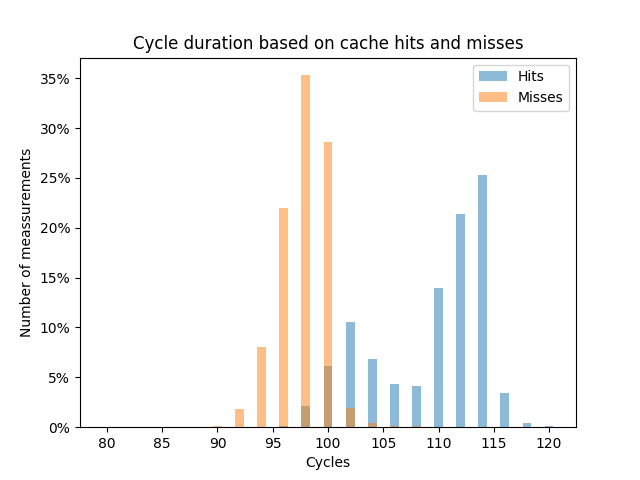 Cycle duration based on cache hits and misses
Hits
Misses
Number of meassurements
35%
30%
25%
20%
15%
10%
5%
0%
80 85 90 95 100 105 110 115 120
Cycles